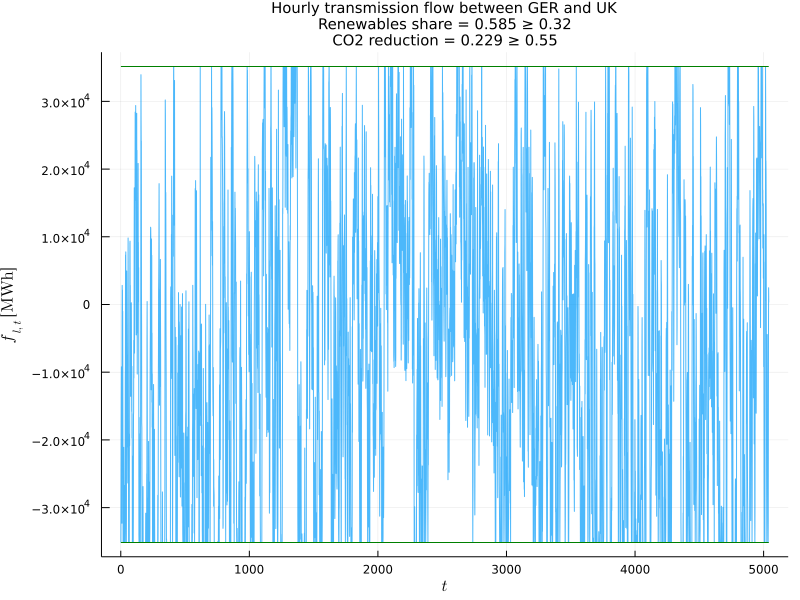 Hourly transmission flow between GER and UK
Renewables share = 0.585 ≥ 0.32
CO2 reduction = 0.229 ≥ 0.55
3.0×10⁴
2.0×10⁴
1.0×10⁴
0
−1.0×10⁴
−2.0×10⁴
−3.0×10⁴
f_{l,t} [MWh]
0 1000 2000 3000 4000 5000
t